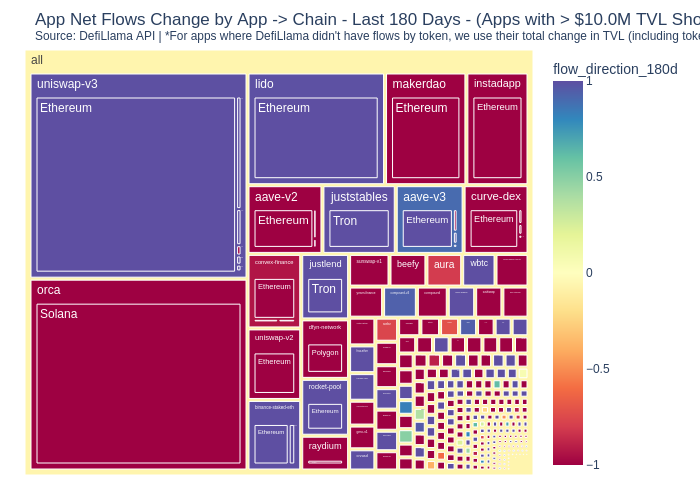 App Net Flows Change by App -> Chain - Last 180 Days - (Apps with > $10.0M TVL Sho
Source: DefiLlama API | *For apps where DefiLlama didn't have flows by token, we use their total change in TVL (including toke
all
uniswap-v3
Ethereum
lido
Ethereum
makerdao
Ethereum
instadapp
Ethereum
aave-v2
Ethereum
juststables
Tron
aave-v3
Ethereum
curve-dex
Ethereum
orca
Solana
convex-finance
Ethereum
justlend
Tron
sunswap-v1
beefy
aura
wbtc
uniswap-v2
Ethereum
dfyn-network
Polygon
binance-staked-eth
Ethereum
rocket-pool
Ethereum
raydium
flow_direction_180d
1
0.5
0
−0.5
−1